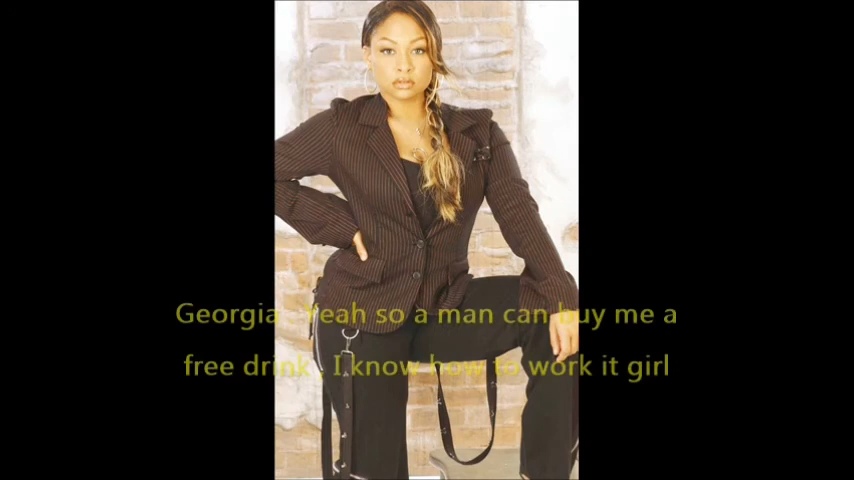 Georgia Yeah so a man can buy me a
free drink , I know how to work it girl